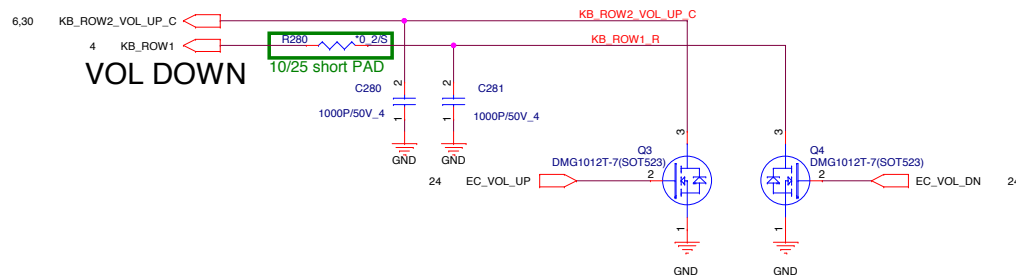 6,30 KB_ROW2_VOL_UP_C KB_ROW2_VOL_UP_C
4 KB_ROW1 R280 *0_2/S KB_ROW1_R
VOL DOWN 10/25 short PAD
2 C280 2 C281
1000P/50V_4 1 1000P/50V_4 1
GND GND
3 3
Q3 Q4
DMG1012T-7(SOT523) DMG1012T-7(SOT523)
24 EC_VOL_UP 2 2 EC_VOL_DN 24
1 1
GND GND